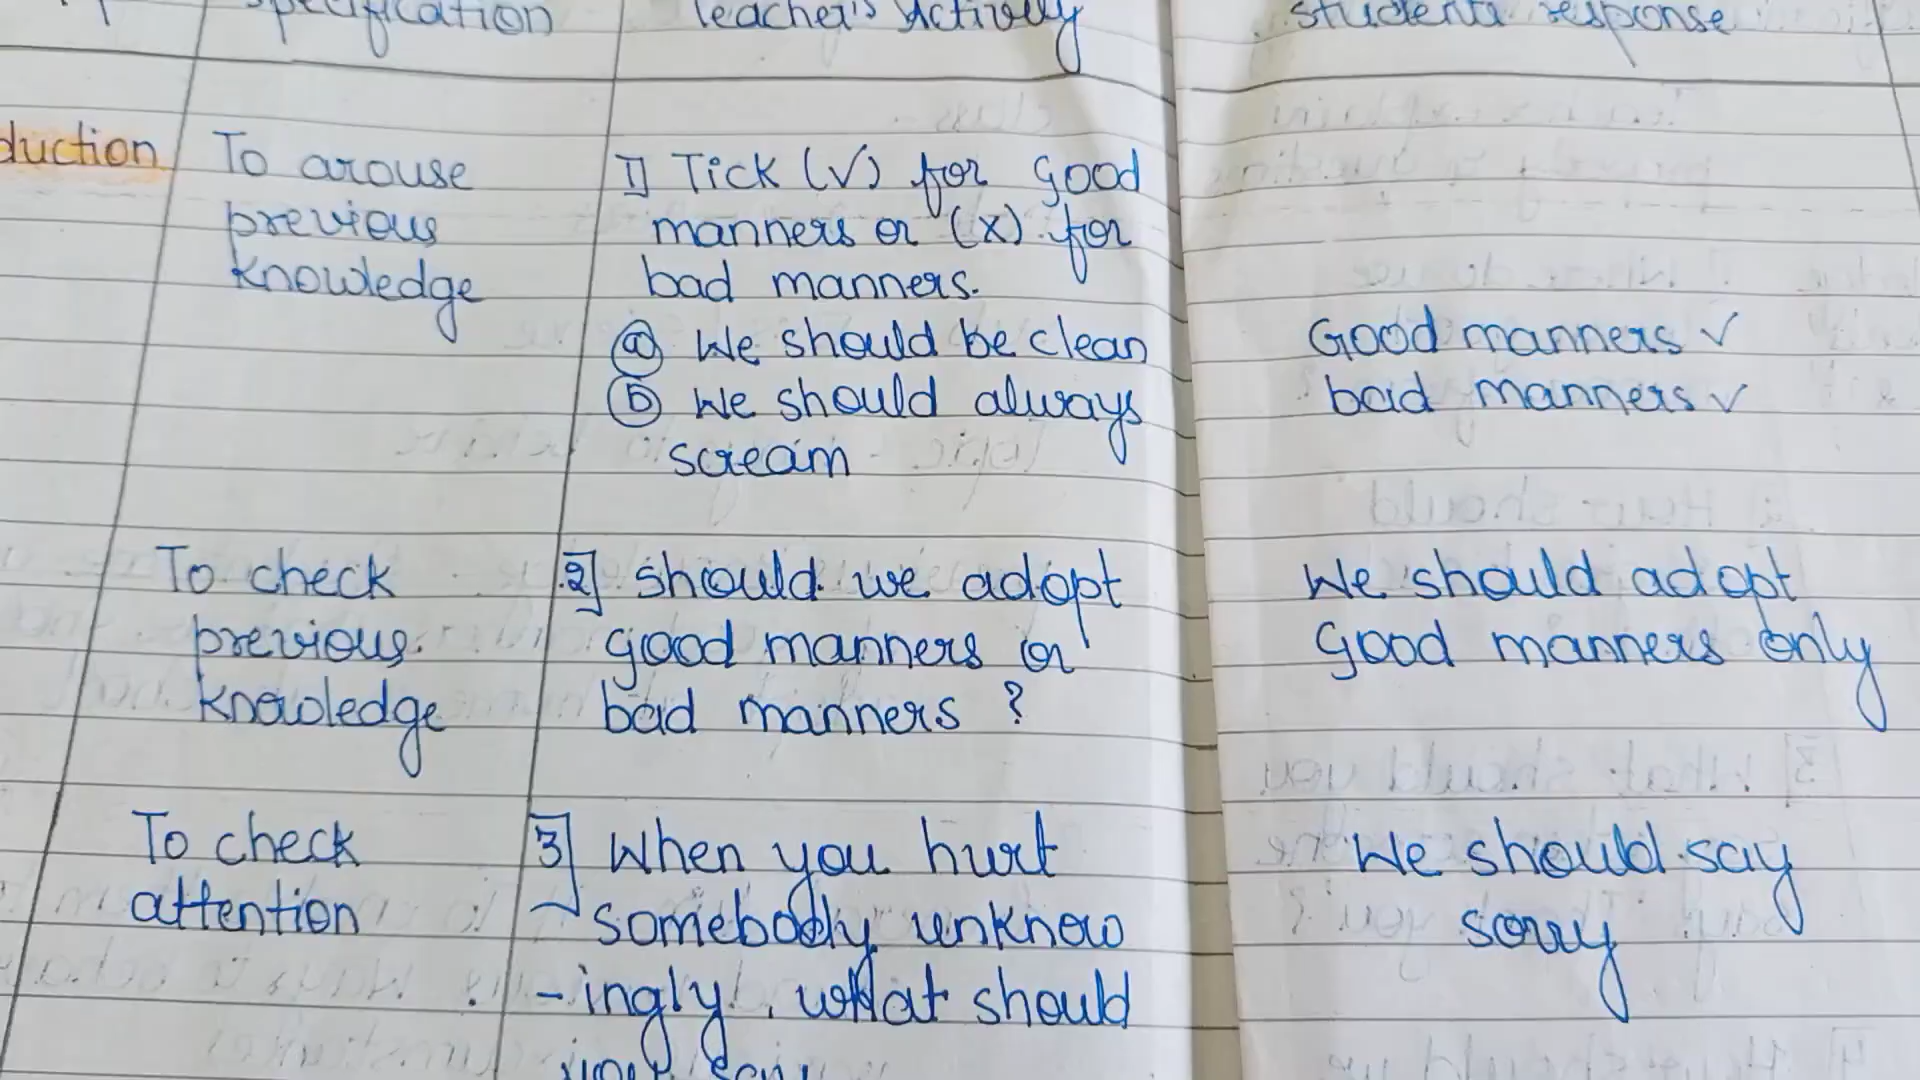 specification
Teacher's Activity
students response
duction
To arouse
previous
knowledge
1] Tick (✓) for good
manners or (x) for
bad manners.
ⓐ We should be clean
ⓑ We should always
scream
Good manners ✓
bad manners ✓
To check
previous
knowledge
2] should we adopt
good manners or
bad manners ?
We should adopt
good manners only
To check
attention
3] When you hurt
somebody unknow
-ingly, what should
We should say
sorry